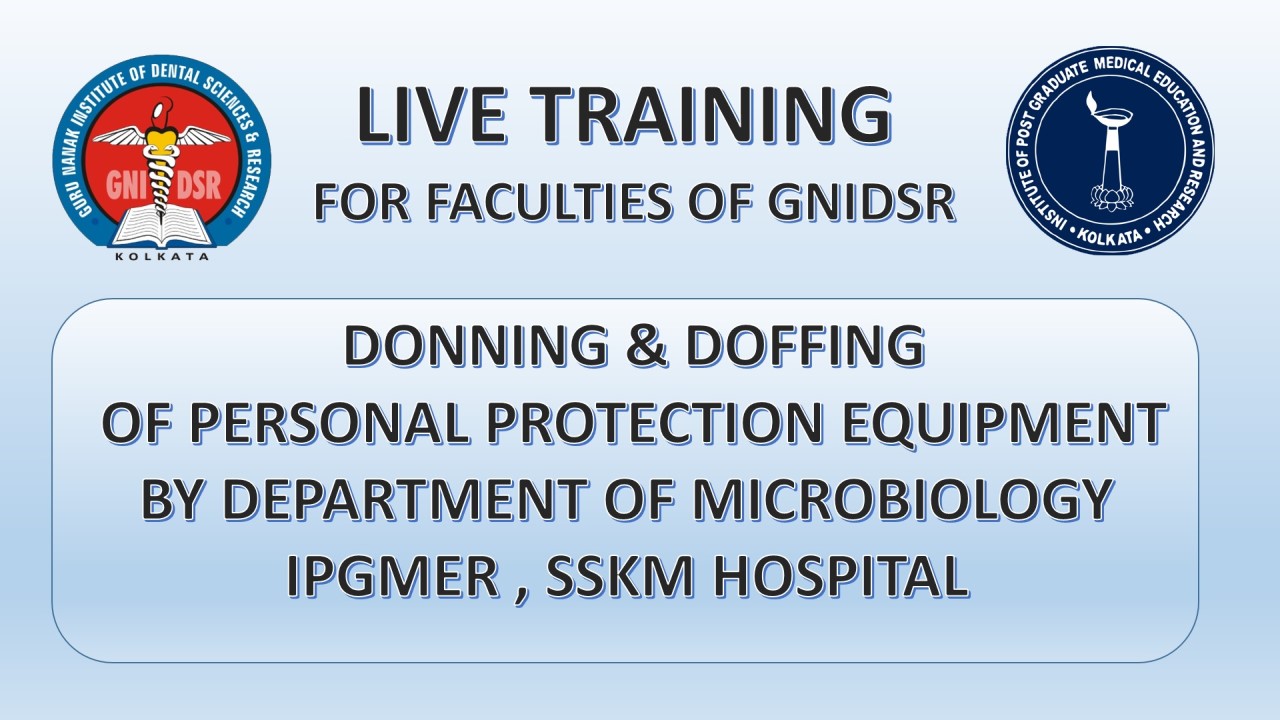 GURU NANAK INSTITUTE OF DENTAL SCIENCES & RESEARCH
GNI DSR
KOLKATA
LIVE TRAINING
FOR FACULTIES OF GNIDSR
INSTITUTE OF POST GRADUATE MEDICAL EDUCATION AND RESEARCH
• KOLKATA •
DONNING & DOFFING
OF PERSONAL PROTECTION EQUIPMENT
BY DEPARTMENT OF MICROBIOLOGY
IPGMER , SSKM HOSPITAL